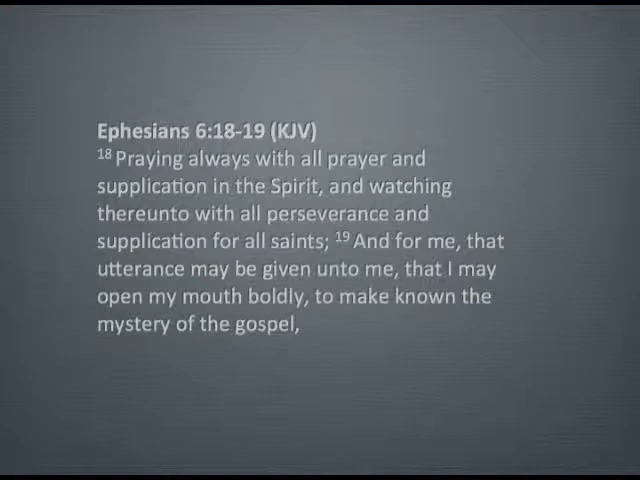 Ephesians 6:18-19 (KJV)
18 Praying always with all prayer and
supplication in the Spirit, and watching
thereunto with all perseverance and
supplication for all saints; 19 And for me, that
utterance may be given unto me, that I may
open my mouth boldly, to make known the
mystery of the gospel,